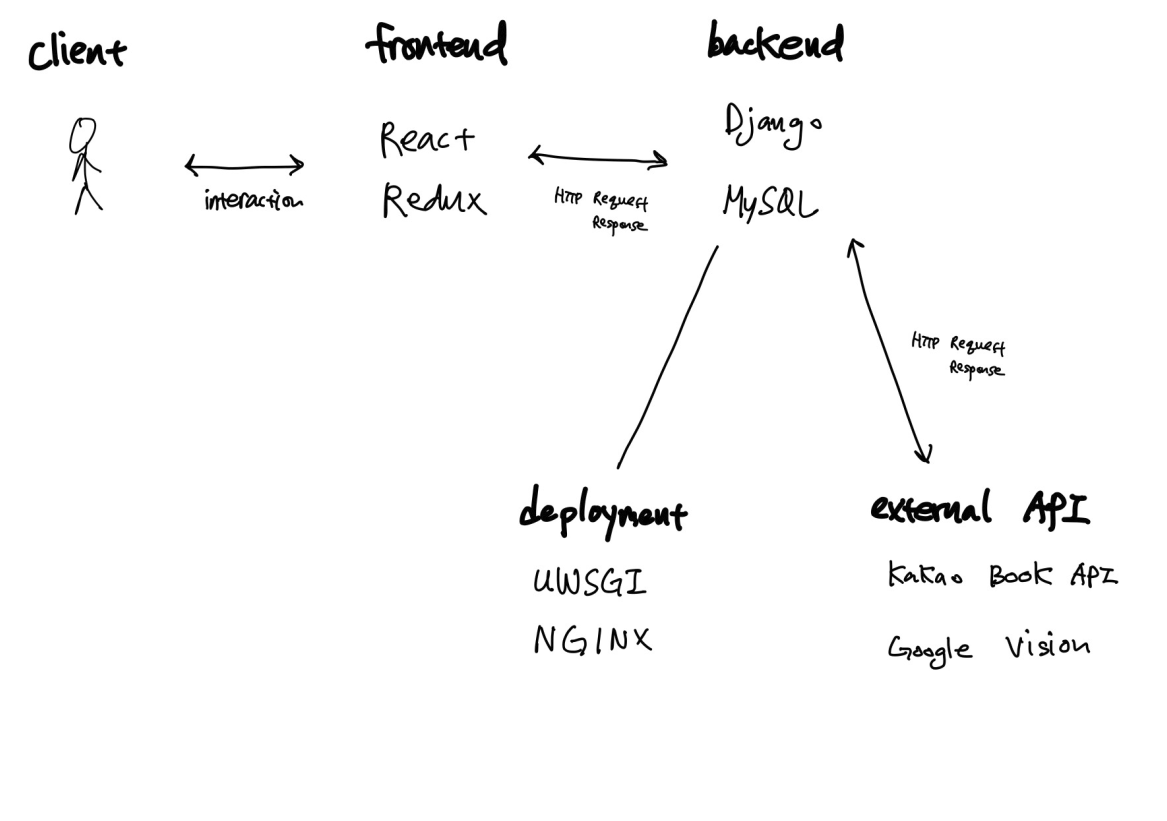 client
frontend
backend
React
Redux
Django
MySQL
interaction
HTTP Request
Response
HTTP Request
Response
deployment
UWSGI
NGINX
external API
Kakao Book API
Google Vision